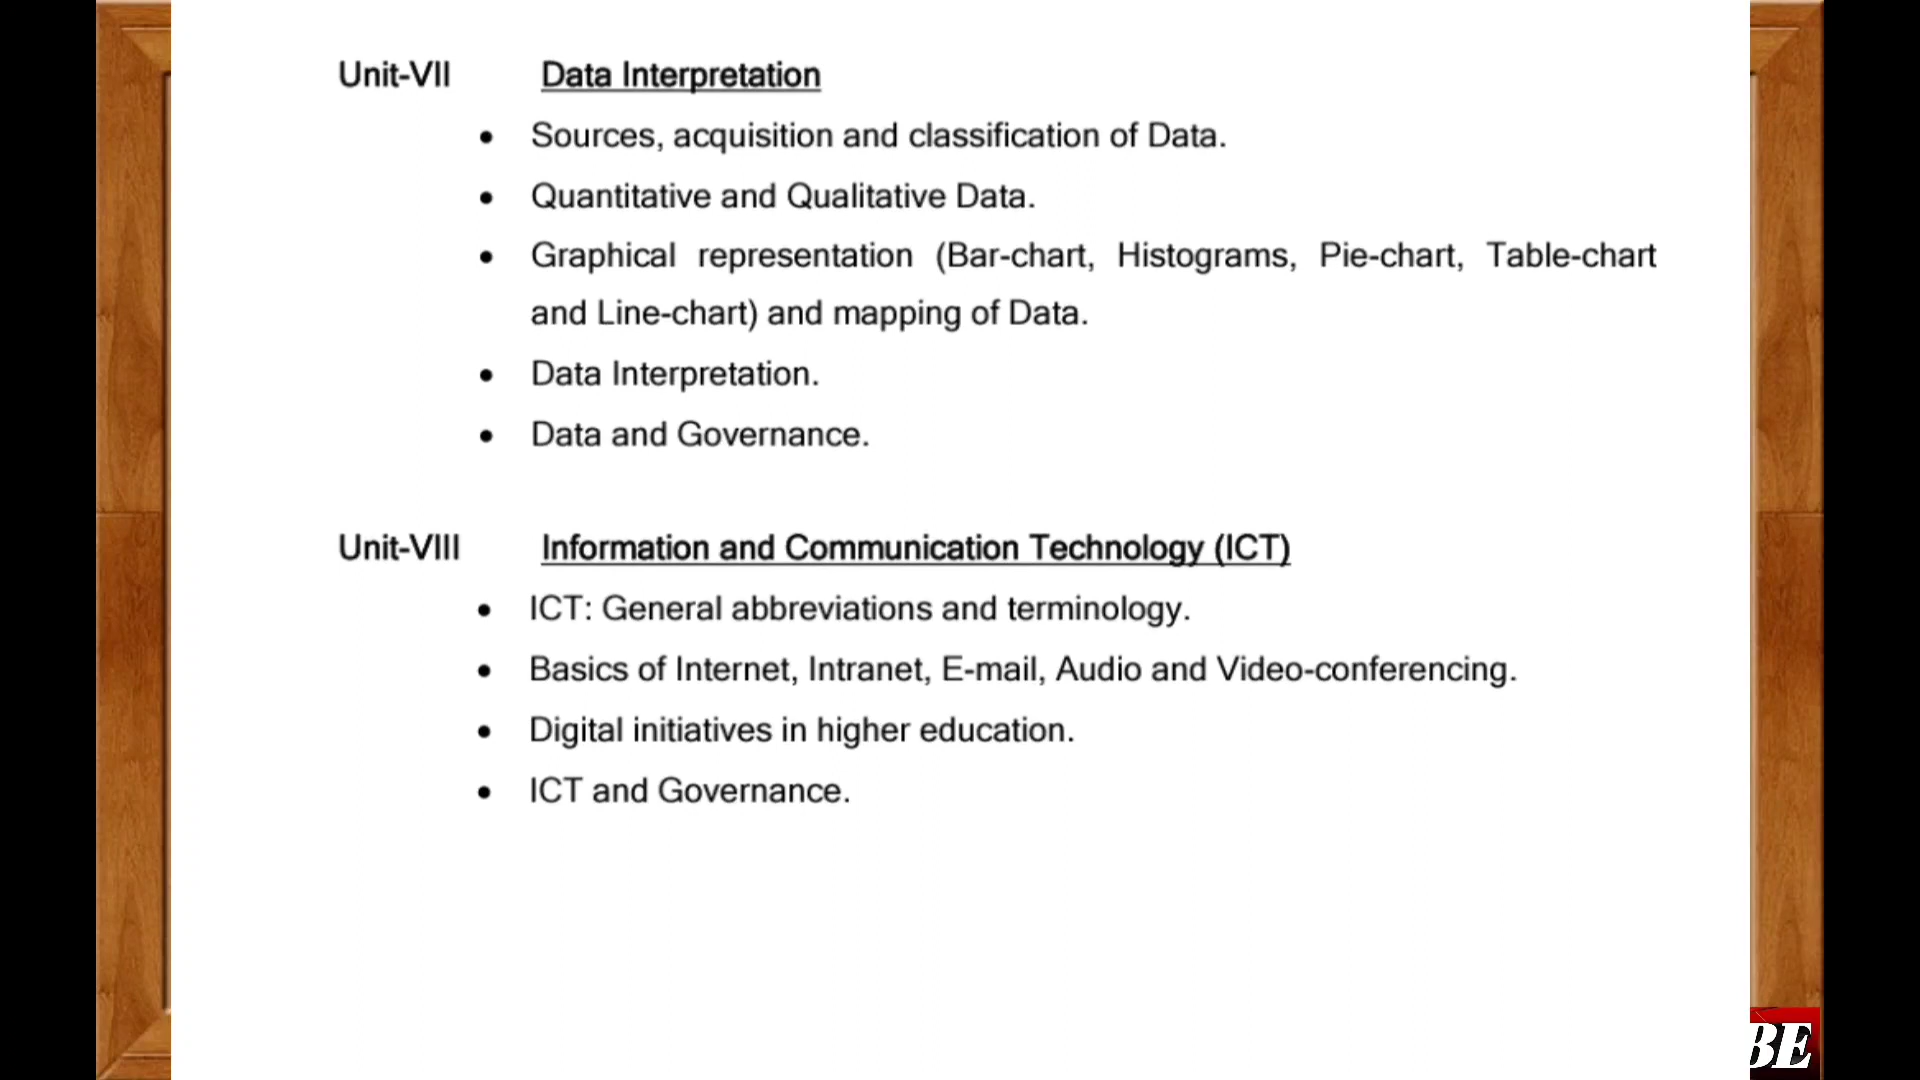 Unit-VII Data Interpretation
• Sources, acquisition and classification of Data.
• Quantitative and Qualitative Data.
• Graphical representation (Bar-chart, Histograms, Pie-chart, Table-chart
and Line-chart) and mapping of Data.
• Data Interpretation.
• Data and Governance.
Unit-VIII Information and Communication Technology (ICT)
• ICT: General abbreviations and terminology.
• Basics of Internet, Intranet, E-mail, Audio and Video-conferencing.
• Digital initiatives in higher education.
• ICT and Governance.
BE